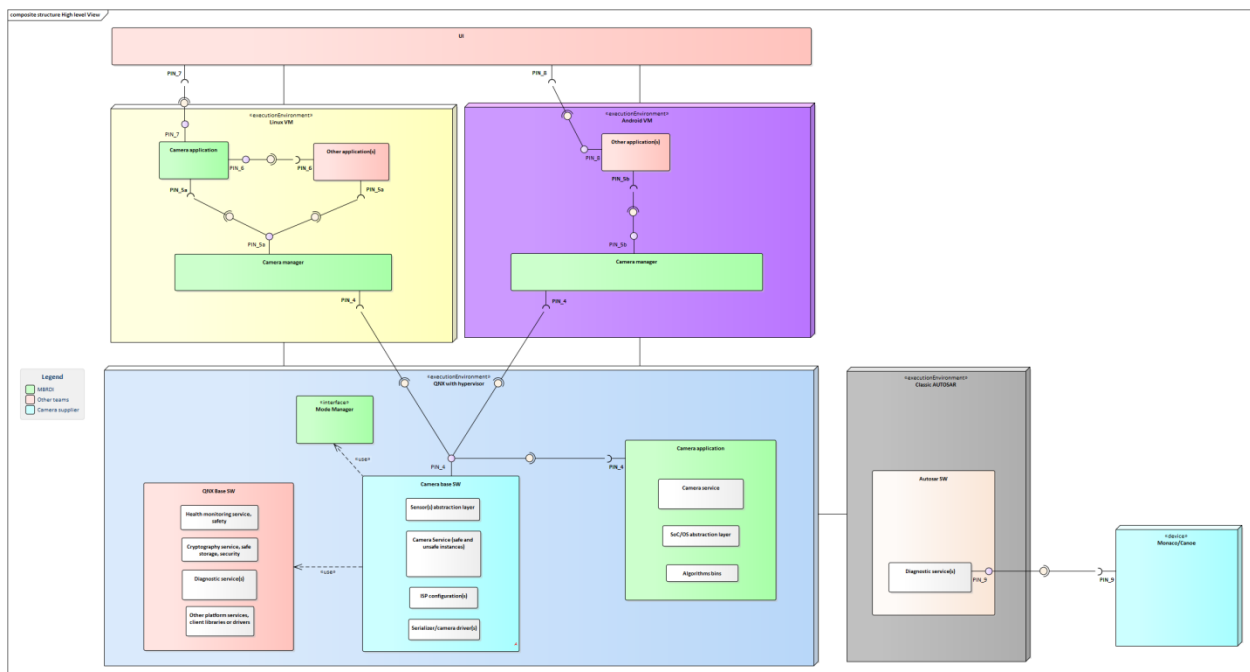 composite structure High level View
UI
PIN_7
PIN_8
«executionEnvironment»
Linux VM
«executionEnvironment»
Android VM
PIN_7
Camera application
Other application(s)
Other application(s)
PIN_6
PIN_6
PIN_8
PIN_5a
PIN_5a
PIN_5b
PIN_5a
PIN_5b
Camera manager
Camera manager
PIN_4
PIN_4
Legend
MBRDI
Other teams
Camera supplier
«executionEnvironment»
QNX with hypervisor
«executionEnvironment»
Classic AUTOSAR
«interface»
Mode Manager
«use»
PIN_4
PIN_4
Camera application
Camera service
SoC/OS abstraction layer
Algorithms bins
QNX Base SW
Health monitoring service,
safety
Cryptography service, safe
storage, security
Diagnostic service(s)
Other platform services,
client libraries or drivers
«use»
Camera base SW
Sensor(s) abstraction layer
Camera Service (safe and
unsafe instances)
ISP configuration(s)
Serializer/camera driver(s)
Autosar SW
Diagnostic service(s)
PIN_9
PIN_9
«device»
Monaco/Canoe